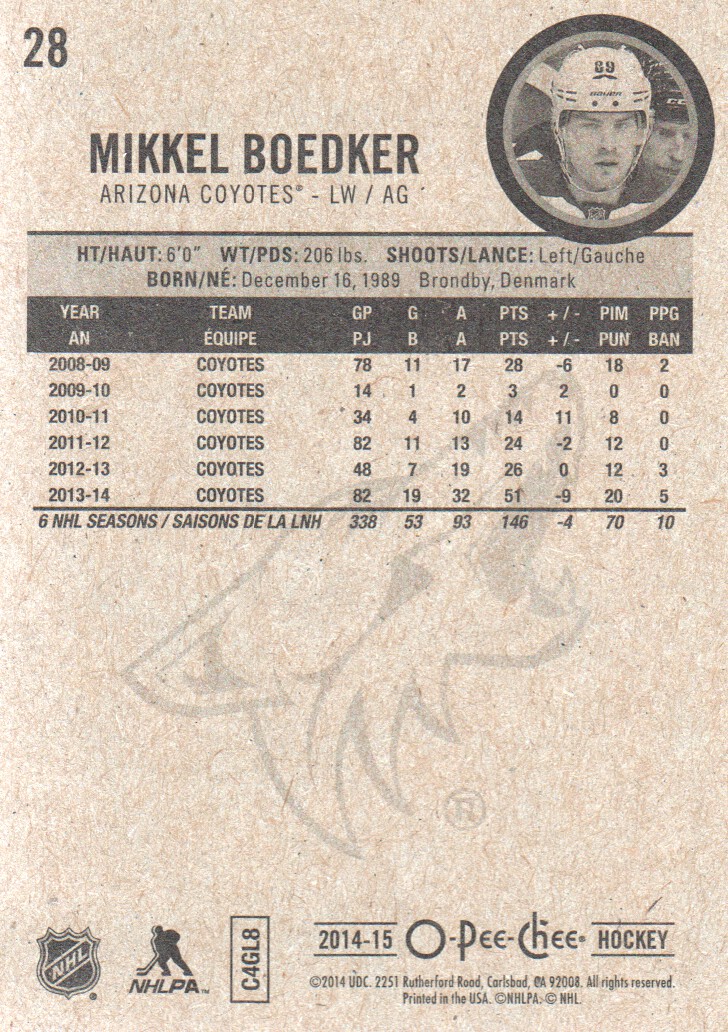 28
89
BAUER
CC
MIKKEL BOEDKER
ARIZONA COYOTES® - LW / AG
HT/HAUT: 6'0" WT/PDS: 206 lbs. SHOOTS/LANCE: Left/Gauche
BORN/NÉ: December 16, 1989 Brondby, Denmark
YEAR TEAM GP G A PTS +/- PIM PPG
AN ÉQUIPE PJ B A PTS +/- PUN BAN
2008-09 COYOTES 78 11 17 28 -6 18 2
2009-10 COYOTES 14 1 2 3 2 0 0
2010-11 COYOTES 34 4 10 14 11 8 0
2011-12 COYOTES 82 11 13 24 -2 12 0
2012-13 COYOTES 48 7 19 26 0 12 3
2013-14 COYOTES 82 19 32 51 -9 20 5
6 NHL SEASONS / SAISONS DE LA LNH 338 53 93 146 -4 70 10
®
NHL ®
NHLPA™
C4GL8
2014-15 O-Pee-Chee® HOCKEY
©2014 UDC. 2251 Rutherford Road, Carlsbad, CA 92008. All rights reserved.
Printed in the USA. ©NHLPA. © NHL.